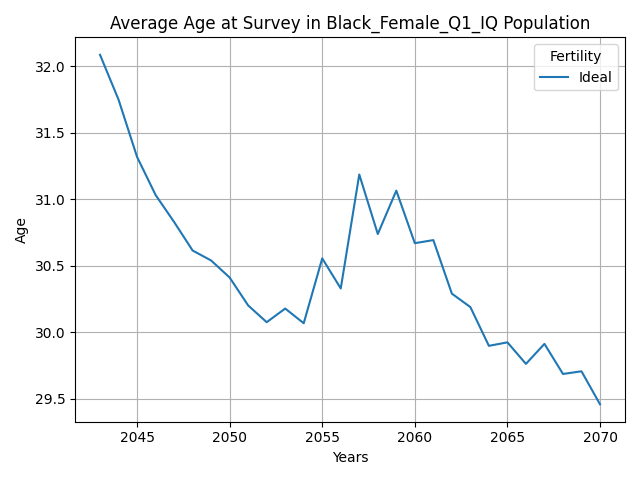 Average Age at Survey in Black_Female_Q1_IQ Population
Fertility
Ideal
32.0
31.5
31.0
30.5
30.0
29.5
Age
2045
2050
2055
2060
2065
2070
Years